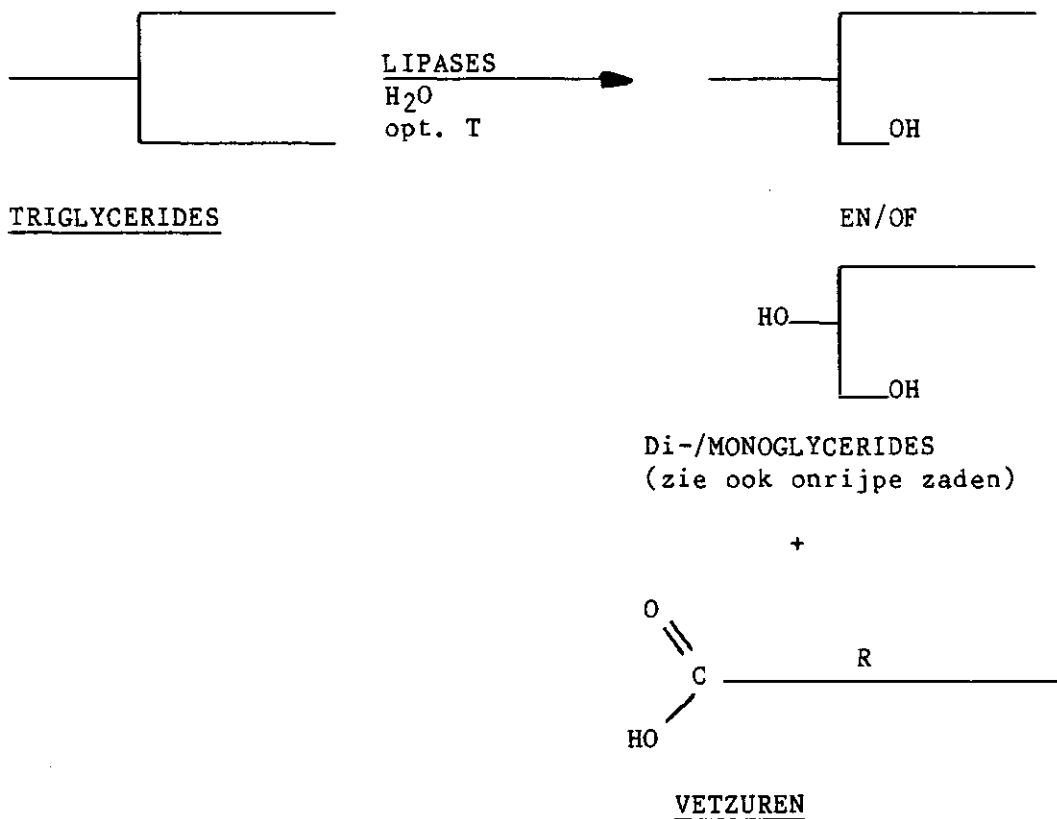 LIPASES
H2O
opt. T
OH
TRIGLYCERIDES
EN/OF
HO
OH
Di-/MONOGLYCERIDES
(zie ook onrijpe zaden)
+
O
R
C
HO
VETZUREN